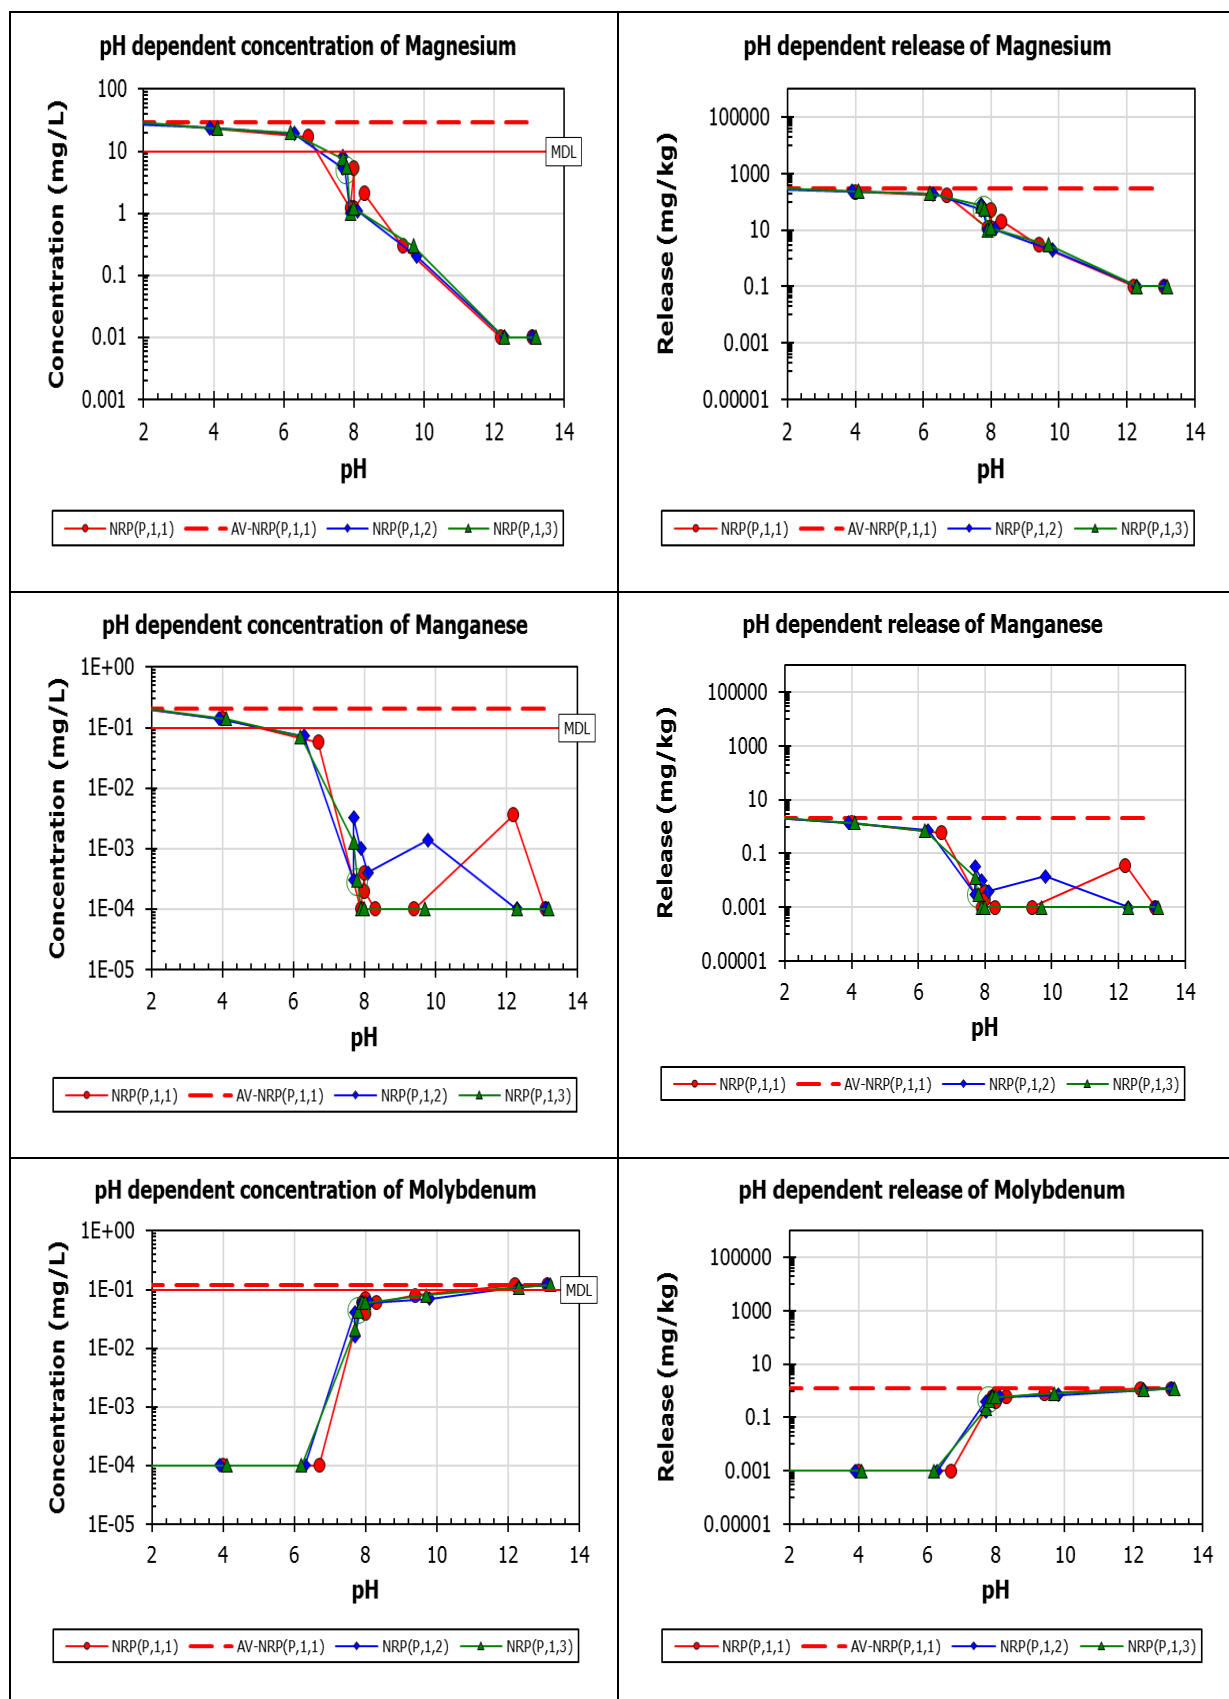 pH dependent concentration of Magnesium
Concentration (mg/L)
100
10
1
0.1
0.01
0.001
MDL
2 4 6 8 10 12 14
pH
NRP(P,1,1) AV-NRP(P,1,1) NRP(P,1,2) NRP(P,1,3)
pH dependent release of Magnesium
Release (mg/kg)
100000
1000
10
0.1
0.001
0.00001
2 4 6 8 10 12 14
pH
NRP(P,1,1) AV-NRP(P,1,1) NRP(P,1,2) NRP(P,1,3)
pH dependent concentration of Manganese
Concentration (mg/L)
1E+00
1E-01
1E-02
1E-03
1E-04
1E-05
MDL
2 4 6 8 10 12 14
pH
NRP(P,1,1) AV-NRP(P,1,1) NRP(P,1,2) NRP(P,1,3)
pH dependent release of Manganese
Release (mg/kg)
100000
1000
10
0.1
0.001
0.00001
2 4 6 8 10 12 14
pH
NRP(P,1,1) AV-NRP(P,1,1) NRP(P,1,2) NRP(P,1,3)
pH dependent concentration of Molybdenum
Concentration (mg/L)
1E+00
1E-01
1E-02
1E-03
1E-04
1E-05
MDL
2 4 6 8 10 12 14
pH
NRP(P,1,1) AV-NRP(P,1,1) NRP(P,1,2) NRP(P,1,3)
pH dependent release of Molybdenum
Release (mg/kg)
100000
1000
10
0.1
0.001
0.00001
2 4 6 8 10 12 14
pH
NRP(P,1,1) AV-NRP(P,1,1) NRP(P,1,2) NRP(P,1,3)